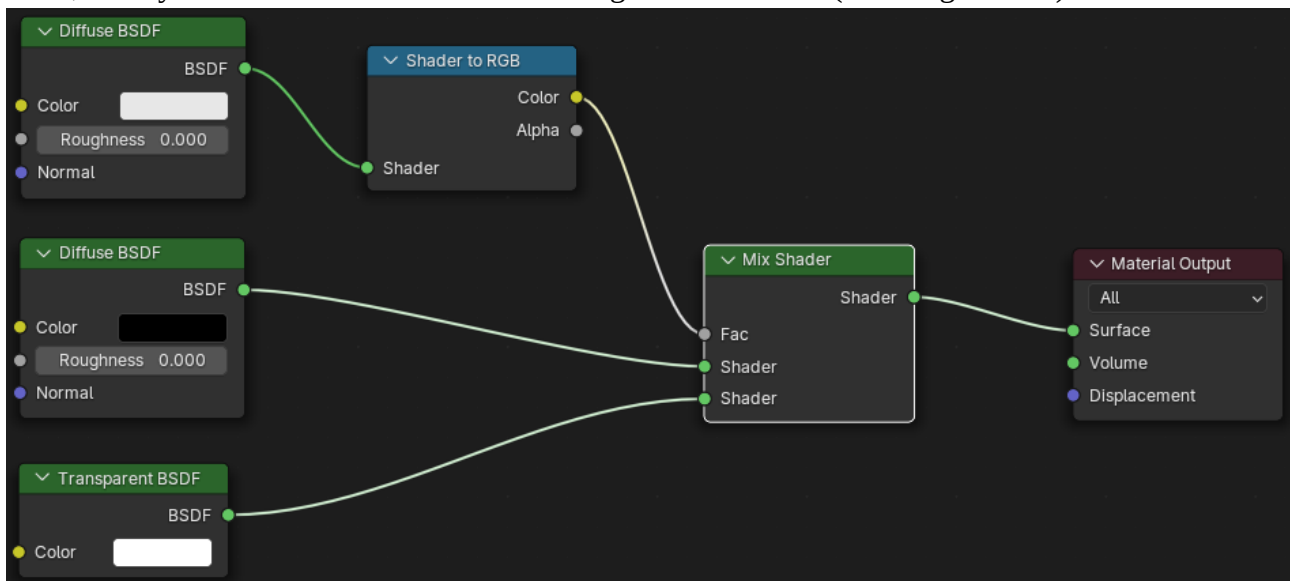 Diffuse BSDF
BSDF
Color
Roughness 0.000
Normal
Shader to RGB
Color
Alpha
Shader
Diffuse BSDF
BSDF
Color
Roughness 0.000
Normal
Transparent BSDF
BSDF
Color
Mix Shader
Shader
Fac
Shader
Shader
Material Output
All
Surface
Volume
Displacement